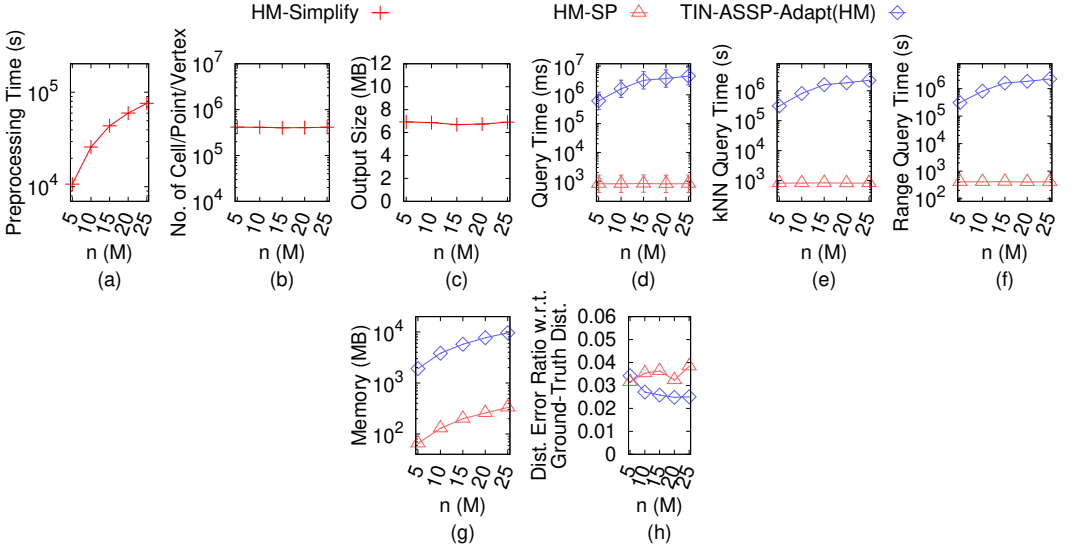 HM-Simplify HM-SP TIN-ASSP-Adapt(HM)
Preprocessing Time (s)
10^5
10^4
5 10 15 20 25
n (M)
(a)
No. of Cell/Point/Vertex
10^7
10^6
10^5
10^4
5 10 15 20 25
n (M)
(b)
Output Size (MB)
12
10
8
6
4
2
0
5 10 15 20 25
n (M)
(c)
Query Time (ms)
10^7
10^6
10^5
10^4
10^3
5 10 15 20 25
n (M)
(d)
kNN Query Time (s)
10^6
10^5
10^4
10^3
5 10 15 20 25
n (M)
(e)
Range Query Time (s)
10^6
10^5
10^4
10^3
10^2
5 10 15 20 25
n (M)
(f)
Memory (MB)
10^4
10^3
10^2
5 10 15 20 25
n (M)
(g)
Dist. Error Ratio w.r.t.
Ground-Truth Dist.
0.06
0.05
0.04
0.03
0.02
0.01
0
5 10 15 20 25
n (M)
(h)